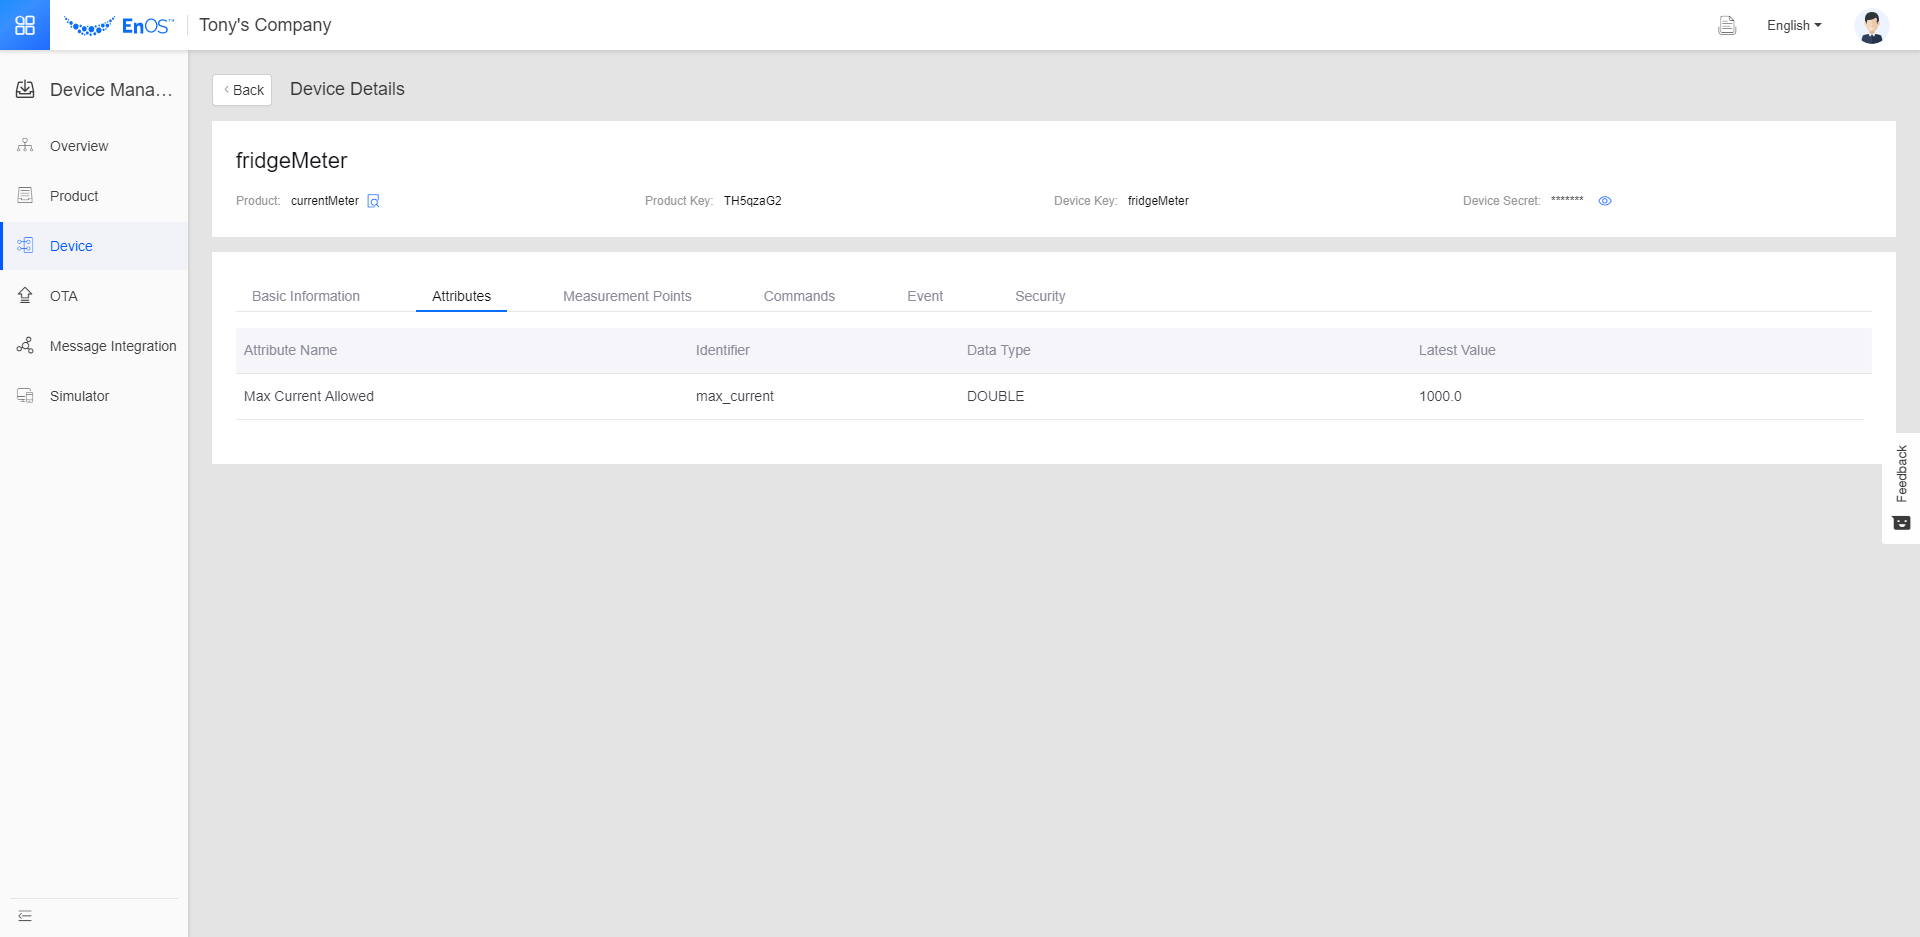 EnOS™ Tony's Company English
Device Mana...
Overview
Product
Device
OTA
Message Integration
Simulator
Back Device Details
fridgeMeter
Product: currentMeter Product Key: TH5qzaG2 Device Key: fridgeMeter Device Secret: *******
Basic Information Attributes Measurement Points Commands Event Security
Attribute Name Identifier Data Type Latest Value
Max Current Allowed max_current DOUBLE 1000.0
Feedback